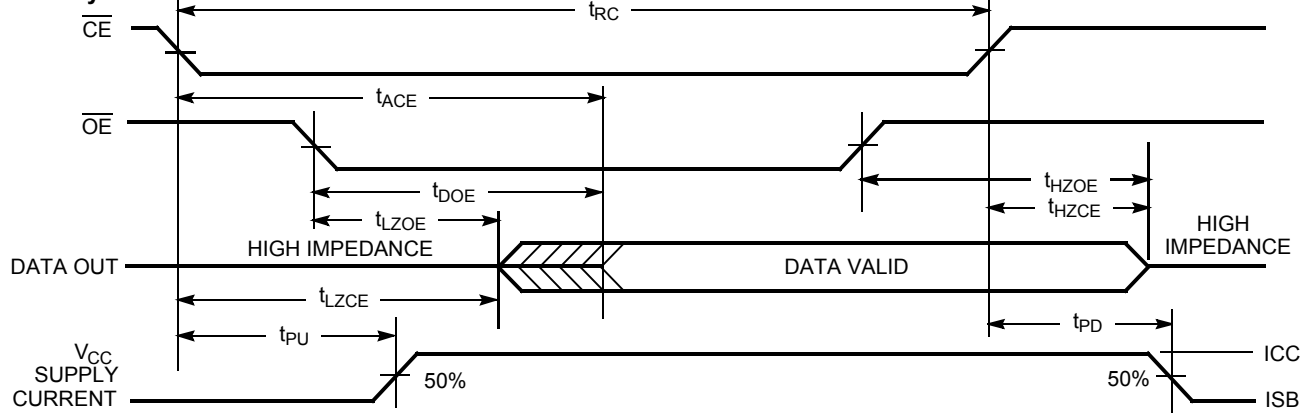 tRC
CE
tACE
OE
tDOE
tHZOE
tLZOE
tHZCE
HIGH IMPEDANCE
HIGH
IMPEDANCE
DATA OUT
DATA VALID
tLZCE
tPU
tPD
VCC
SUPPLY
CURRENT
50%
50%
ICC
ISB